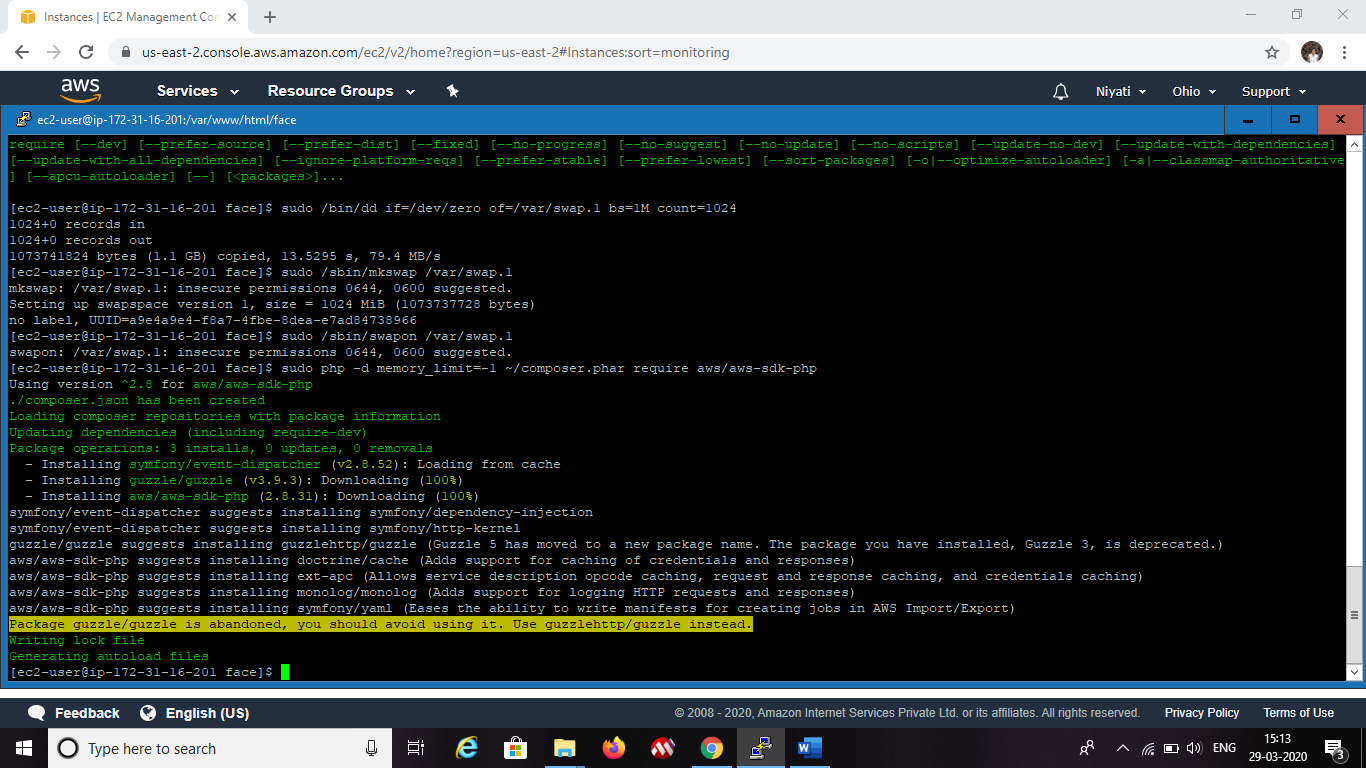 Instances | EC2 Management Con
us-east-2.console.aws.amazon.com/ec2/v2/home?region=us-east-2#Instances:sort=monitoring
aws Services Resource Groups Niyati Ohio Support
ec2-user@ip-172-31-16-201:/var/www/html/face
require [--dev] [--prefer-source] [--prefer-dist] [--fixed] [--no-progress] [--no-suggest] [--no-update] [--no-scripts] [--update-no-dev] [--update-with-dependencies]
[--update-with-all-dependencies] [--ignore-platform-reqs] [--prefer-stable] [--prefer-lowest] [--sort-packages] [-o|--optimize-autoloader] [-a|--classmap-authoritative
] [--apcu-autoloader] [--] [<packages>]...
[ec2-user@ip-172-31-16-201 face]$ sudo /bin/dd if=/dev/zero of=/var/swap.1 bs=1M count=1024
1024+0 records in
1024+0 records out
1073741824 bytes (1.1 GB) copied, 13.5295 s, 79.4 MB/s
[ec2-user@ip-172-31-16-201 face]$ sudo /sbin/mkswap /var/swap.1
mkswap: /var/swap.1: insecure permissions 0644, 0600 suggested.
Setting up swapspace version 1, size = 1024 MiB (1073737728 bytes)
no label, UUID=a9e4a9e4-f8a7-4fbe-8dea-e7ad84738966
[ec2-user@ip-172-31-16-201 face]$ sudo /sbin/swapon /var/swap.1
swapon: /var/swap.1: insecure permissions 0644, 0600 suggested.
[ec2-user@ip-172-31-16-201 face]$ sudo php -d memory_limit=-1 ~/composer.phar require aws/aws-sdk-php
Using version ^2.8 for aws/aws-sdk-php
./composer.json has been created
Loading composer repositories with package information
Updating dependencies (including require-dev)
Package operations: 3 installs, 0 updates, 0 removals
- Installing symfony/event-dispatcher (v2.8.52): Loading from cache
- Installing guzzle/guzzle (v3.9.3): Downloading (100%)
- Installing aws/aws-sdk-php (2.8.31): Downloading (100%)
symfony/event-dispatcher suggests installing symfony/dependency-injection
symfony/event-dispatcher suggests installing symfony/http-kernel
guzzle/guzzle suggests installing guzzlehttp/guzzle (Guzzle 5 has moved to a new package name. The package you have installed, Guzzle 3, is deprecated.)
aws/aws-sdk-php suggests installing doctrine/cache (Adds support for caching of credentials and responses)
aws/aws-sdk-php suggests installing ext-apc (Allows service description opcode caching, request and response caching, and credentials caching)
aws/aws-sdk-php suggests installing monolog/monolog (Adds support for logging HTTP requests and responses)
aws/aws-sdk-php suggests installing symfony/yaml (Eases the ability to write manifests for creating jobs in AWS Import/Export)
Package guzzle/guzzle is abandoned, you should avoid using it. Use guzzlehttp/guzzle instead.
Writing lock file
Generating autoload files
[ec2-user@ip-172-31-16-201 face]$
Feedback English (US) © 2008 - 2020, Amazon Internet Services Private Ltd. or its affiliates. All rights reserved. Privacy Policy Terms of Use
Type here to search ENG 15:13
29-03-2020 3